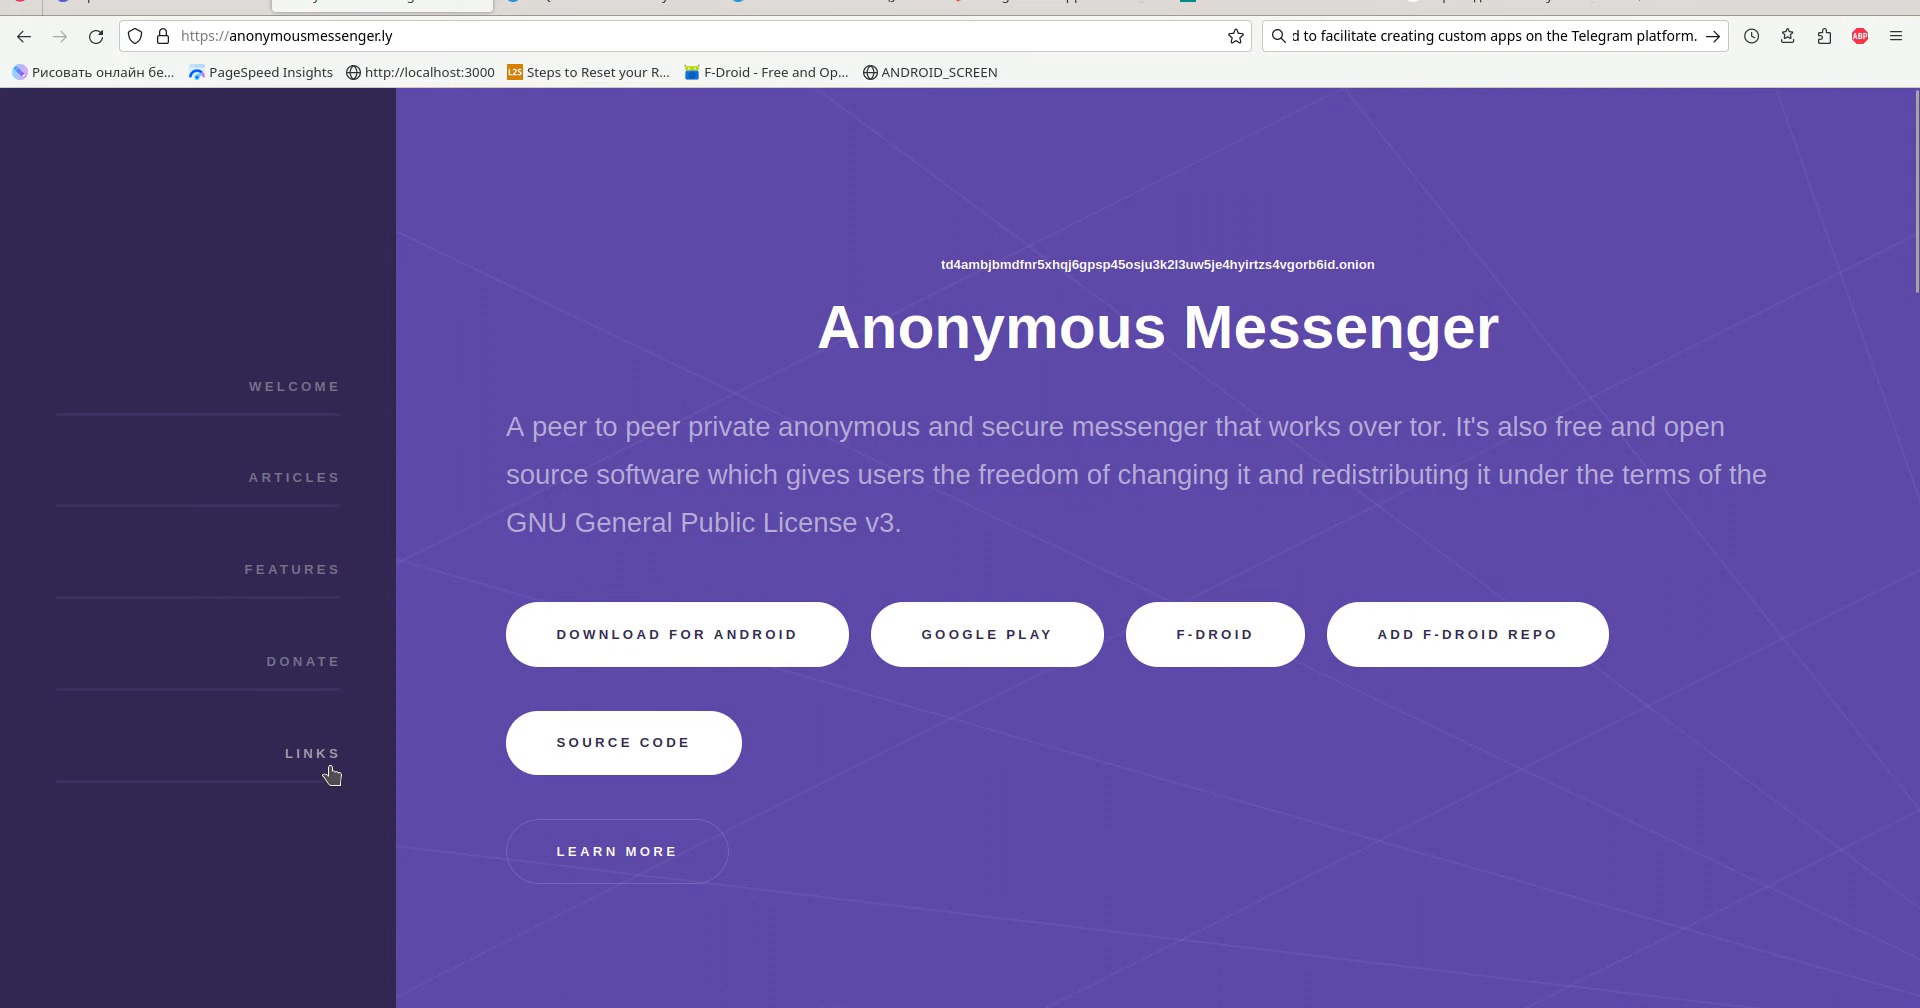 https://anonymousmessenger.ly
d to facilitate creating custom apps on the Telegram platform.
ABP
Рисовать онлайн бе...
PageSpeed Insights
http://localhost:3000
L2S
Steps to Reset your R...
F-Droid - Free and Op...
ANDROID_SCREEN
WELCOME
ARTICLES
FEATURES
DONATE
LINKS
td4ambjbmdfnr5xhqj6gpsp45osju3k2l3uw5je4hyirtzs4vgorb6id.onion
Anonymous Messenger
A peer to peer private anonymous and secure messenger that works over tor. It's also free and open
source software which gives users the freedom of changing it and redistributing it under the terms of the
GNU General Public License v3.
DOWNLOAD FOR ANDROID
GOOGLE PLAY
F-DROID
ADD F-DROID REPO
SOURCE CODE
LEARN MORE